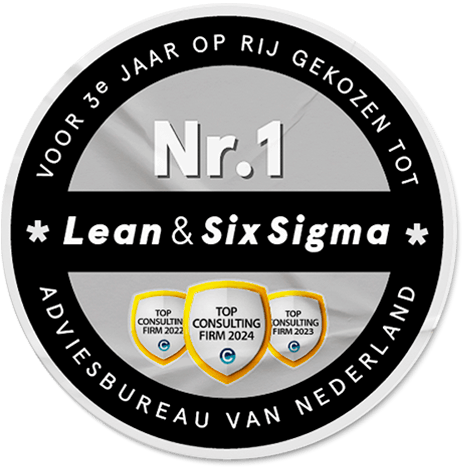 VOOR 3e JAAR OP RIJ GEKOZEN TOT
Nr.1
* Lean & Six Sigma *
TOP
CONSULTING
FIRM 2022
TOP
CONSULTING
FIRM 2024
TOP
CONSULTING
FIRM 2023
ADVIESBUREAU VAN NEDERLAND